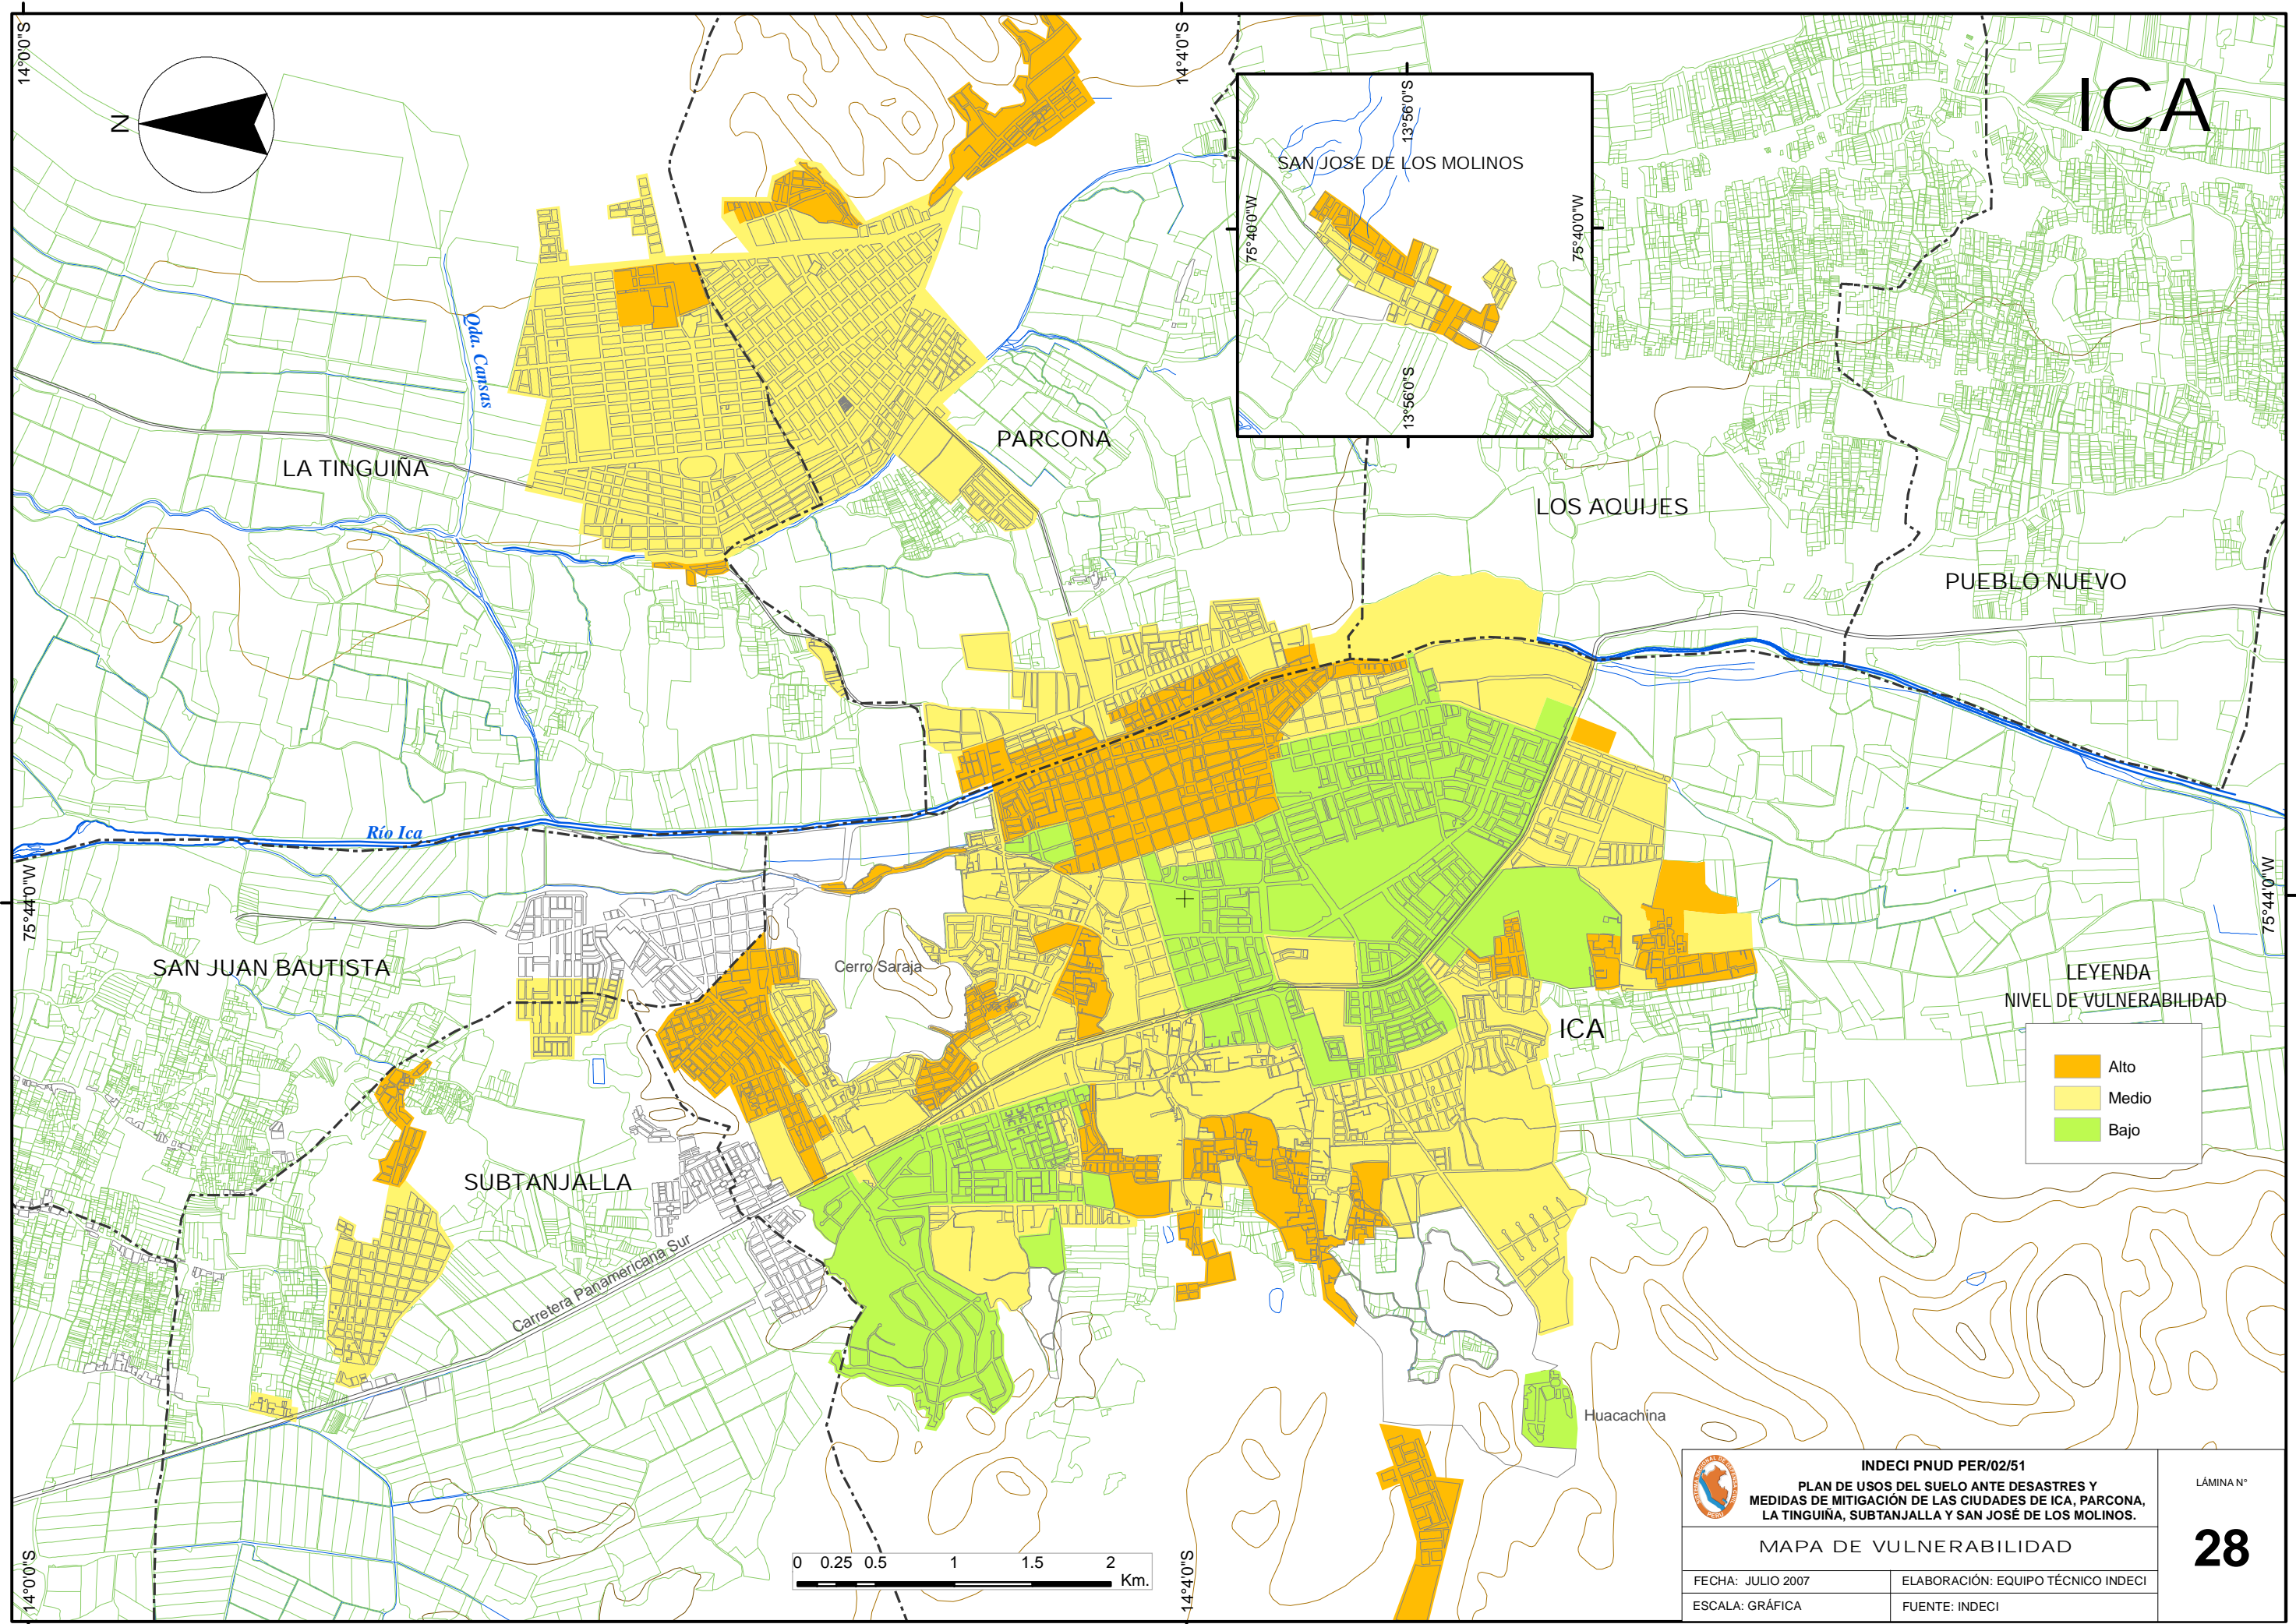 14°0'0"S
14°4'0"S
ICA
N
13°56'0"S
SAN JOSE DE LOS MOLINOS
75°40'0"W
75°40'0"W
13°56'0"S
Qda. Cansas
PARCONA
LA TINGUIÑA
LOS AQUIJES
PUEBLO NUEVO
Río Ica
75°44'0"W
75°44'0"W
SAN JUAN BAUTISTA
Cerro Saraja
LEYENDA
NIVEL DE VULNERABILIDAD
ICA
Alto
Medio
Bajo
SUBTANJALLA
Carretera Panamericana Sur
Huacachina
14°0'0"S
0 0.25 0.5 1 1.5 2
Km.
14°4'0"S
INDECI PNUD PER/02/51
PLAN DE USOS DEL SUELO ANTE DESASTRES Y
MEDIDAS DE MITIGACIÓN DE LAS CIUDADES DE ICA, PARCONA,
LA TINGUIÑA, SUBTANJALLA Y SAN JOSÉ DE LOS MOLINOS.
MAPA DE VULNERABILIDAD
FECHA: JULIO 2007
ELABORACIÓN: EQUIPO TÉCNICO INDECI
ESCALA: GRÁFICA
FUENTE: INDECI
LÁMINA N°
28
PERU